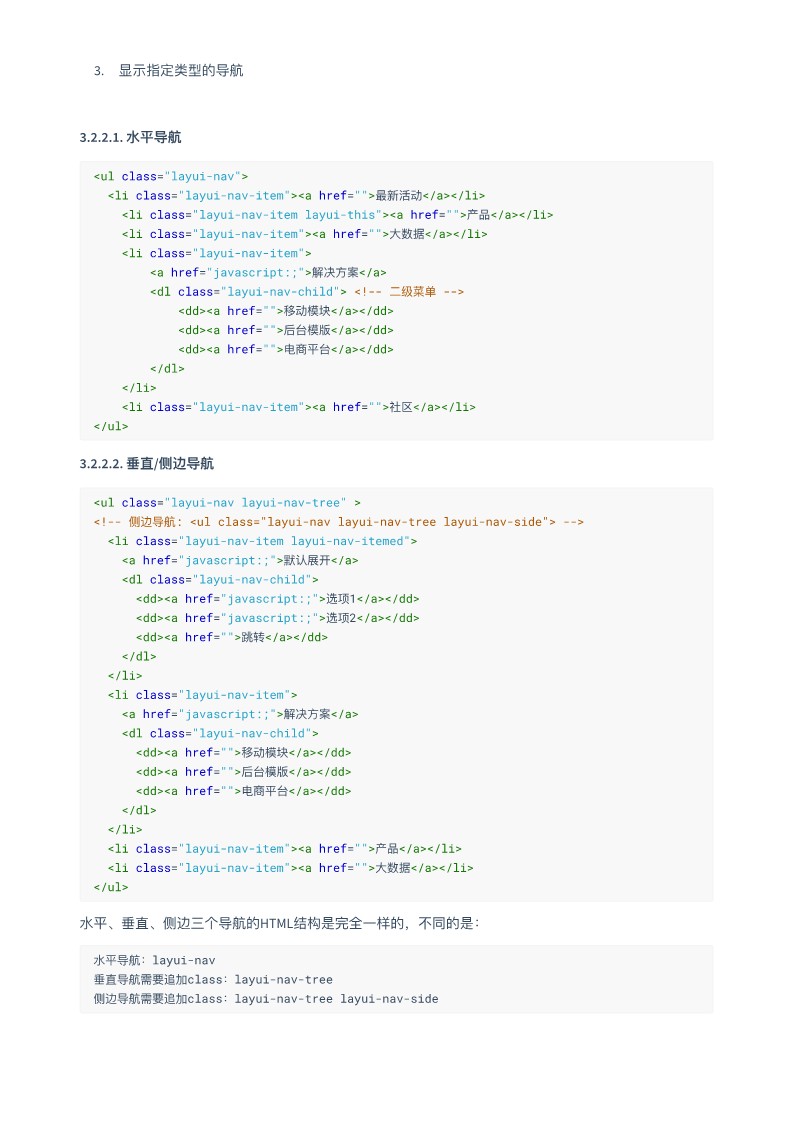 3. 显示指定类型的导航
3.2.2.1. 水平导航
<ul class="layui-nav">
  <li class="layui-nav-item"><a href="">最新活动</a></li>
    <li class="layui-nav-item layui-this"><a href="">产品</a></li>
    <li class="layui-nav-item"><a href="">大数据</a></li>
    <li class="layui-nav-item">
        <a href="javascript:;">解决方案</a>
        <dl class="layui-nav-child"> <!-- 二级菜单 -->
            <dd><a href="">移动模块</a></dd>
            <dd><a href="">后台模版</a></dd>
            <dd><a href="">电商平台</a></dd>
        </dl>
    </li>
    <li class="layui-nav-item"><a href="">社区</a></li>
</ul>
3.2.2.2. 垂直/侧边导航
<ul class="layui-nav layui-nav-tree" >
<!-- 侧边导航: <ul class="layui-nav layui-nav-tree layui-nav-side"> -->
  <li class="layui-nav-item layui-nav-itemed">
    <a href="javascript:;">默认展开</a>
    <dl class="layui-nav-child">
      <dd><a href="javascript:;">选项1</a></dd>
      <dd><a href="javascript:;">选项2</a></dd>
      <dd><a href="">跳转</a></dd>
    </dl>
  </li>
  <li class="layui-nav-item">
    <a href="javascript:;">解决方案</a>
    <dl class="layui-nav-child">
      <dd><a href="">移动模块</a></dd>
      <dd><a href="">后台模版</a></dd>
      <dd><a href="">电商平台</a></dd>
    </dl>
  </li>
  <li class="layui-nav-item"><a href="">产品</a></li>
  <li class="layui-nav-item"><a href="">大数据</a></li>
</ul>
水平、垂直、侧边三个导航的HTML结构是完全一样的，不同的是：
水平导航：layui-nav
垂直导航需要追加class：layui-nav-tree
侧边导航需要追加class：layui-nav-tree layui-nav-side